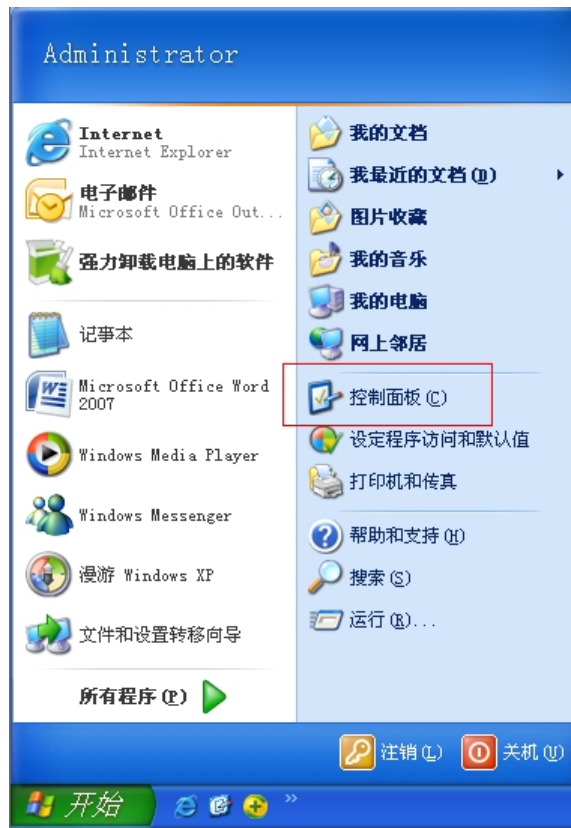 Administrator
Internet
Internet Explorer
电子邮件
Microsoft Office Out...
强力卸载电脑上的软件
记事本
Microsoft Office Word
2007
Windows Media Player
Windows Messenger
漫游 Windows XP
文件和设置转移向导
所有程序(P)
我的文档
我最近的文档(D)
图片收藏
我的音乐
我的电脑
网上邻居
控制面板(C)
设定程序访问和默认值
打印机和传真
帮助和支持(H)
搜索(S)
运行(R)...
注销(L)
关机(U)
开始